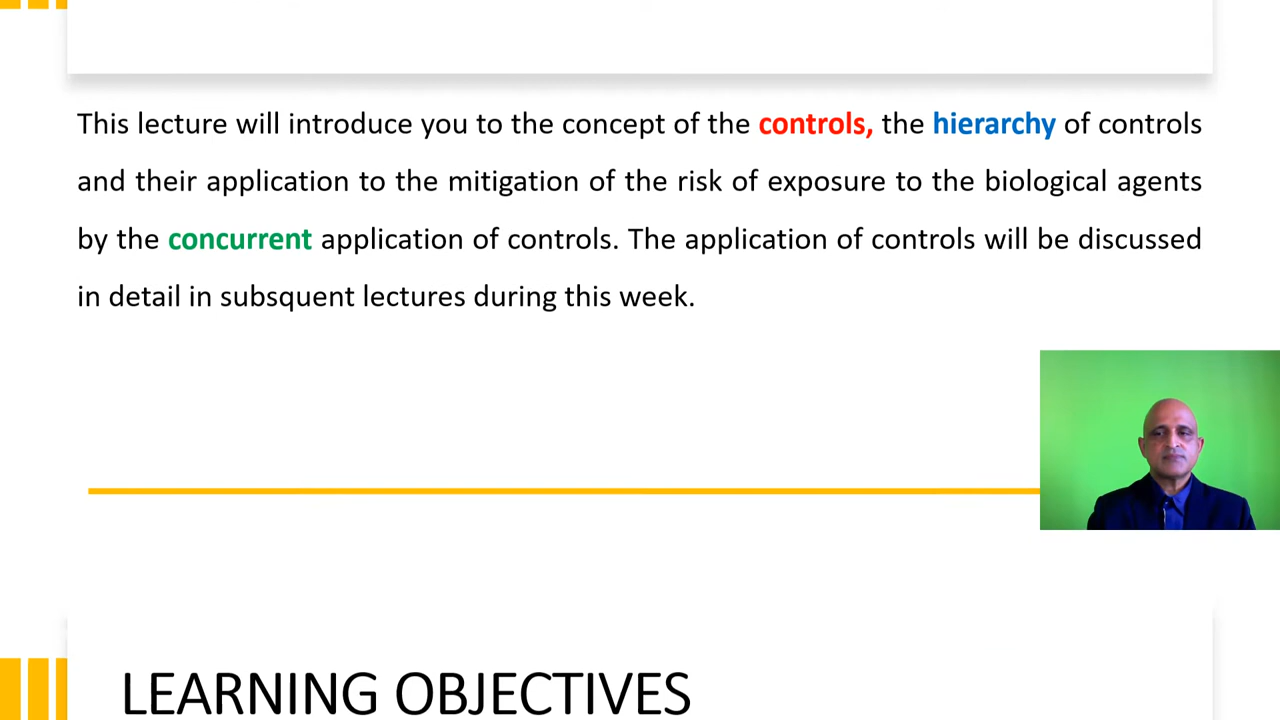 This lecture will introduce you to the concept of the controls, the hierarchy of controls
and their application to the mitigation of the risk of exposure to the biological agents
by the concurrent application of controls. The application of controls will be discussed
in detail in subsquent lectures during this week.
LEARNING OBJECTIVES